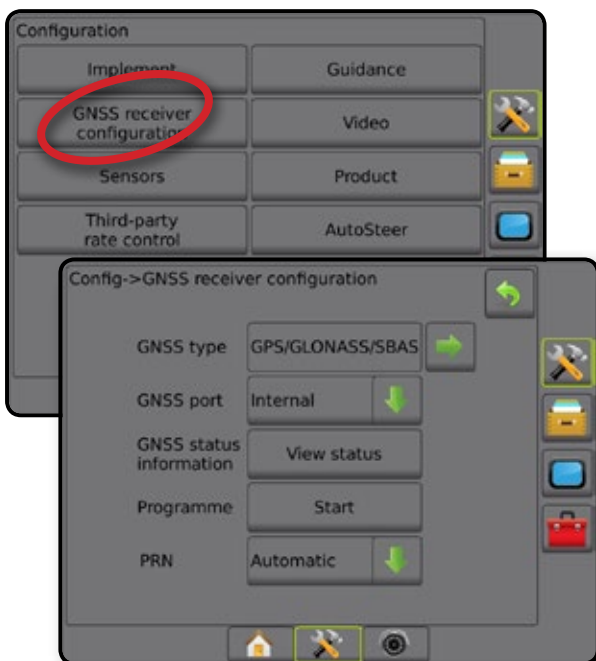 Configuration
Implement Guidance
GNSS receiver
configuration Video
Sensors Product
Third-party
rate control AutoSteer
Config->GNSS receiver configuration
GNSS type GPS/GLONASS/SBAS
GNSS port Internal
GNSS status
information View status
Programme Start
PRN Automatic